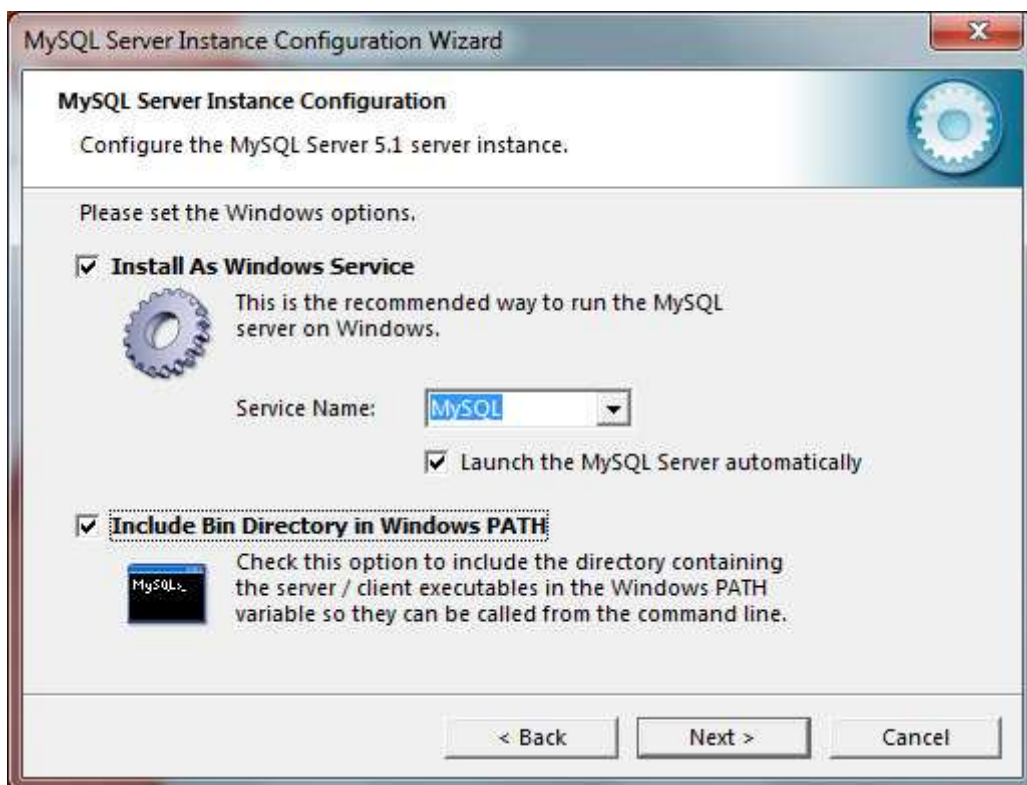 MySQL Server Instance Configuration Wizard
MySQL Server Instance Configuration
Configure the MySQL Server 5.1 server instance.
Please set the Windows options.
Install As Windows Service
This is the recommended way to run the MySQL
server on Windows.
Service Name: MySQL
Launch the MySQL Server automatically
Include Bin Directory in Windows PATH
Check this option to include the directory containing
the server / client executables in the Windows PATH
variable so they can be called from the command line.
MySQL>_
< Back Next > Cancel